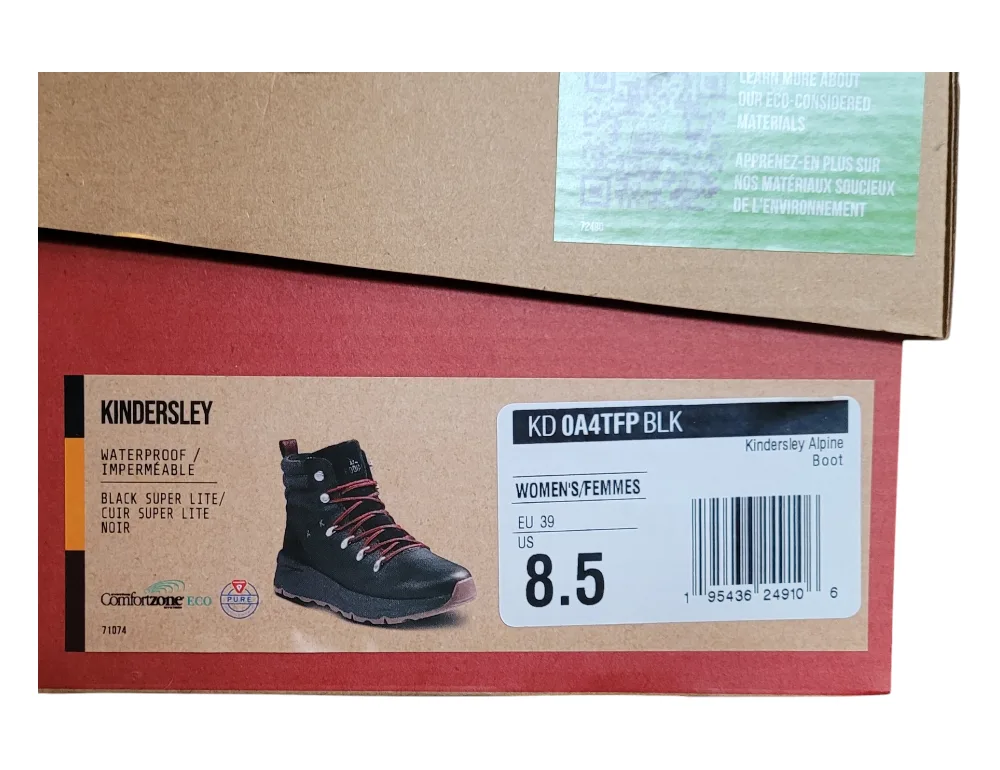 LEARN MORE ABOUT
OUR ECO-CONSIDERED
MATERIALS
APPRENEZ-EN PLUS SUR
NOS MATÉRIAUX SOUCIEUX
DE L'ENVIRONNEMENT
KINDERSLEY
WATERPROOF /
IMPERMÉABLE
BLACK SUPER LITE/
CUIR SUPER LITE
NOIR
Comfortzone ECO
P.U.R.E.
71074
KD 0A4TFP BLK
Kindersley Alpine
Boot
WOMEN'S/FEMMES
EU 39
US
8.5
1 95436 24910 6